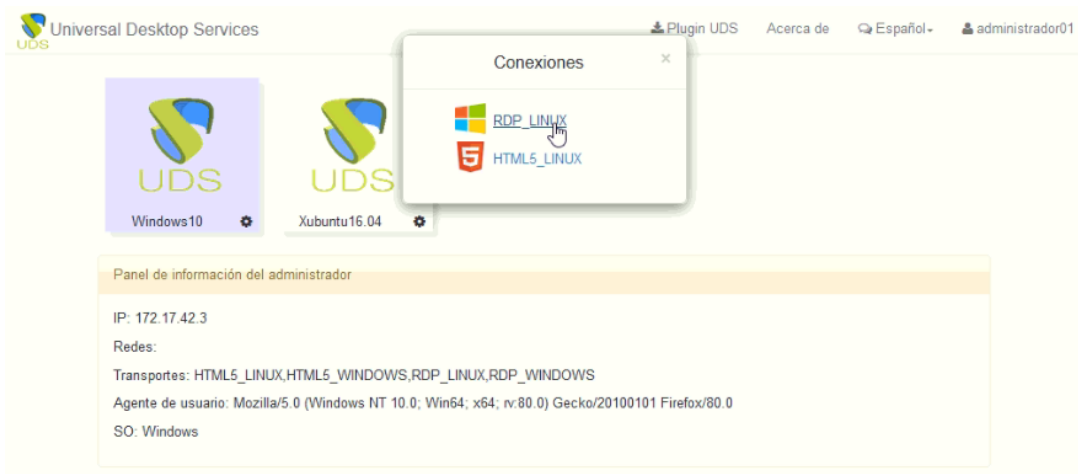 UDS
Universal Desktop Services
Plugin UDS
Acerca de
Español
administrador01
Conexiones
×
RDP_LINUX
HTML5_LINUX
UDS
Windows10
UDS
Xubuntu16.04
Panel de información del administrador
IP: 172.17.42.3
Redes:
Transportes: HTML5_LINUX,HTML5_WINDOWS,RDP_LINUX,RDP_WINDOWS
Agente de usuario: Mozilla/5.0 (Windows NT 10.0; Win64; x64; rv:80.0) Gecko/20100101 Firefox/80.0
SO: Windows